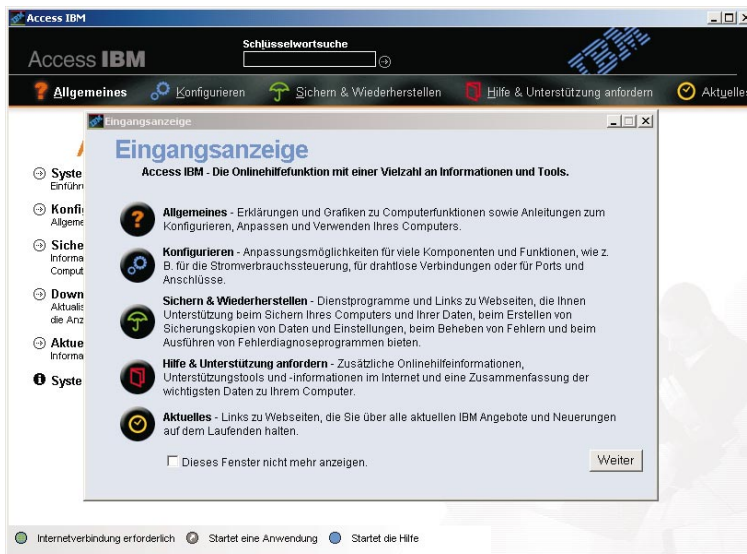 Access IBM
Access IBM
Schlüsselwortsuche
IBM
Allgemeines Konfigurieren Sichern & Wiederherstellen Hilfe & Unterstützung anfordern Aktuelle
Eingangsanzeige
Eingangsanzeige
Access IBM - Die Onlinehilfefunktion mit einer Vielzahl an Informationen und Tools.
Allgemeines - Erklärungen und Grafiken zu Computerfunktionen sowie Anleitungen zum
Konfigurieren, Anpassen und Verwenden Ihres Computers.
Konfigurieren - Anpassungsmöglichkeiten für viele Komponenten und Funktionen, wie z.
B. für die Stromverbrauchssteuerung, für drahtlose Verbindungen oder für Ports und
Anschlüsse.
Sichern & Wiederherstellen - Dienstprogramme und Links zu Webseiten, die Ihnen
Unterstützung beim Sichern Ihres Computers und Ihrer Daten, beim Erstellen von
Sicherungskopien von Daten und Einstellungen, beim Beheben von Fehlern und beim
Ausführen von Fehlerdiagnoseprogrammen bieten.
Hilfe & Unterstützung anfordern - Zusätzliche Onlinehilfeinformationen,
Unterstützungstools und -informationen im Internet und eine Zusammenfassung der
wichtigsten Daten zu Ihrem Computer.
Aktuelles - Links zu Webseiten, die Sie über alle aktuellen IBM Angebote und Neuerungen
auf dem Laufenden halten.
Dieses Fenster nicht mehr anzeigen.
Weiter
Syste
Einführ
Konfi
Allgeme
Siche
Informa
Comput
Down
Aktualis
die Anz
Aktue
Informa
Syste
Internetverbindung erforderlich Startet eine Anwendung Startet die Hilfe